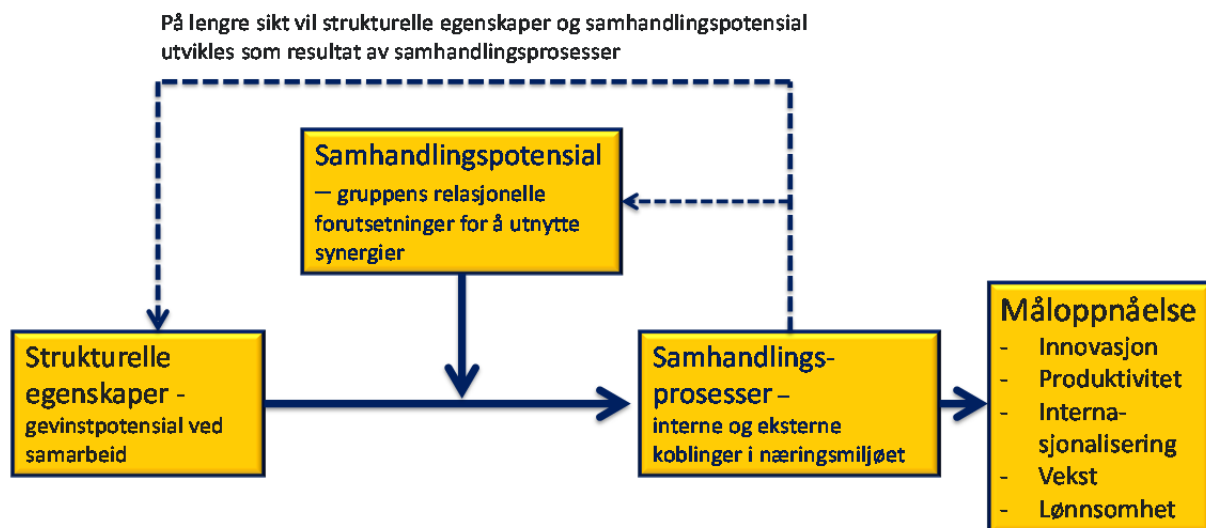 På lengre sikt vil strukturelle egenskaper og samhandlingspotensial
utvikles som resultat av samhandlingsprosesser
Samhandlingspotensial
– gruppens relasjonelle
forutsetninger for å utnytte
synergier
Strukturelle
egenskaper -
gevinstpotensial ved
samarbeid
Samhandlings-
prosesser –
interne og eksterne
koblinger i næringsmiljøet
Måloppnåelse
- Innovasjon
- Produktivitet
- Interna-
sjonalisering
- Vekst
- Lønnsomhet